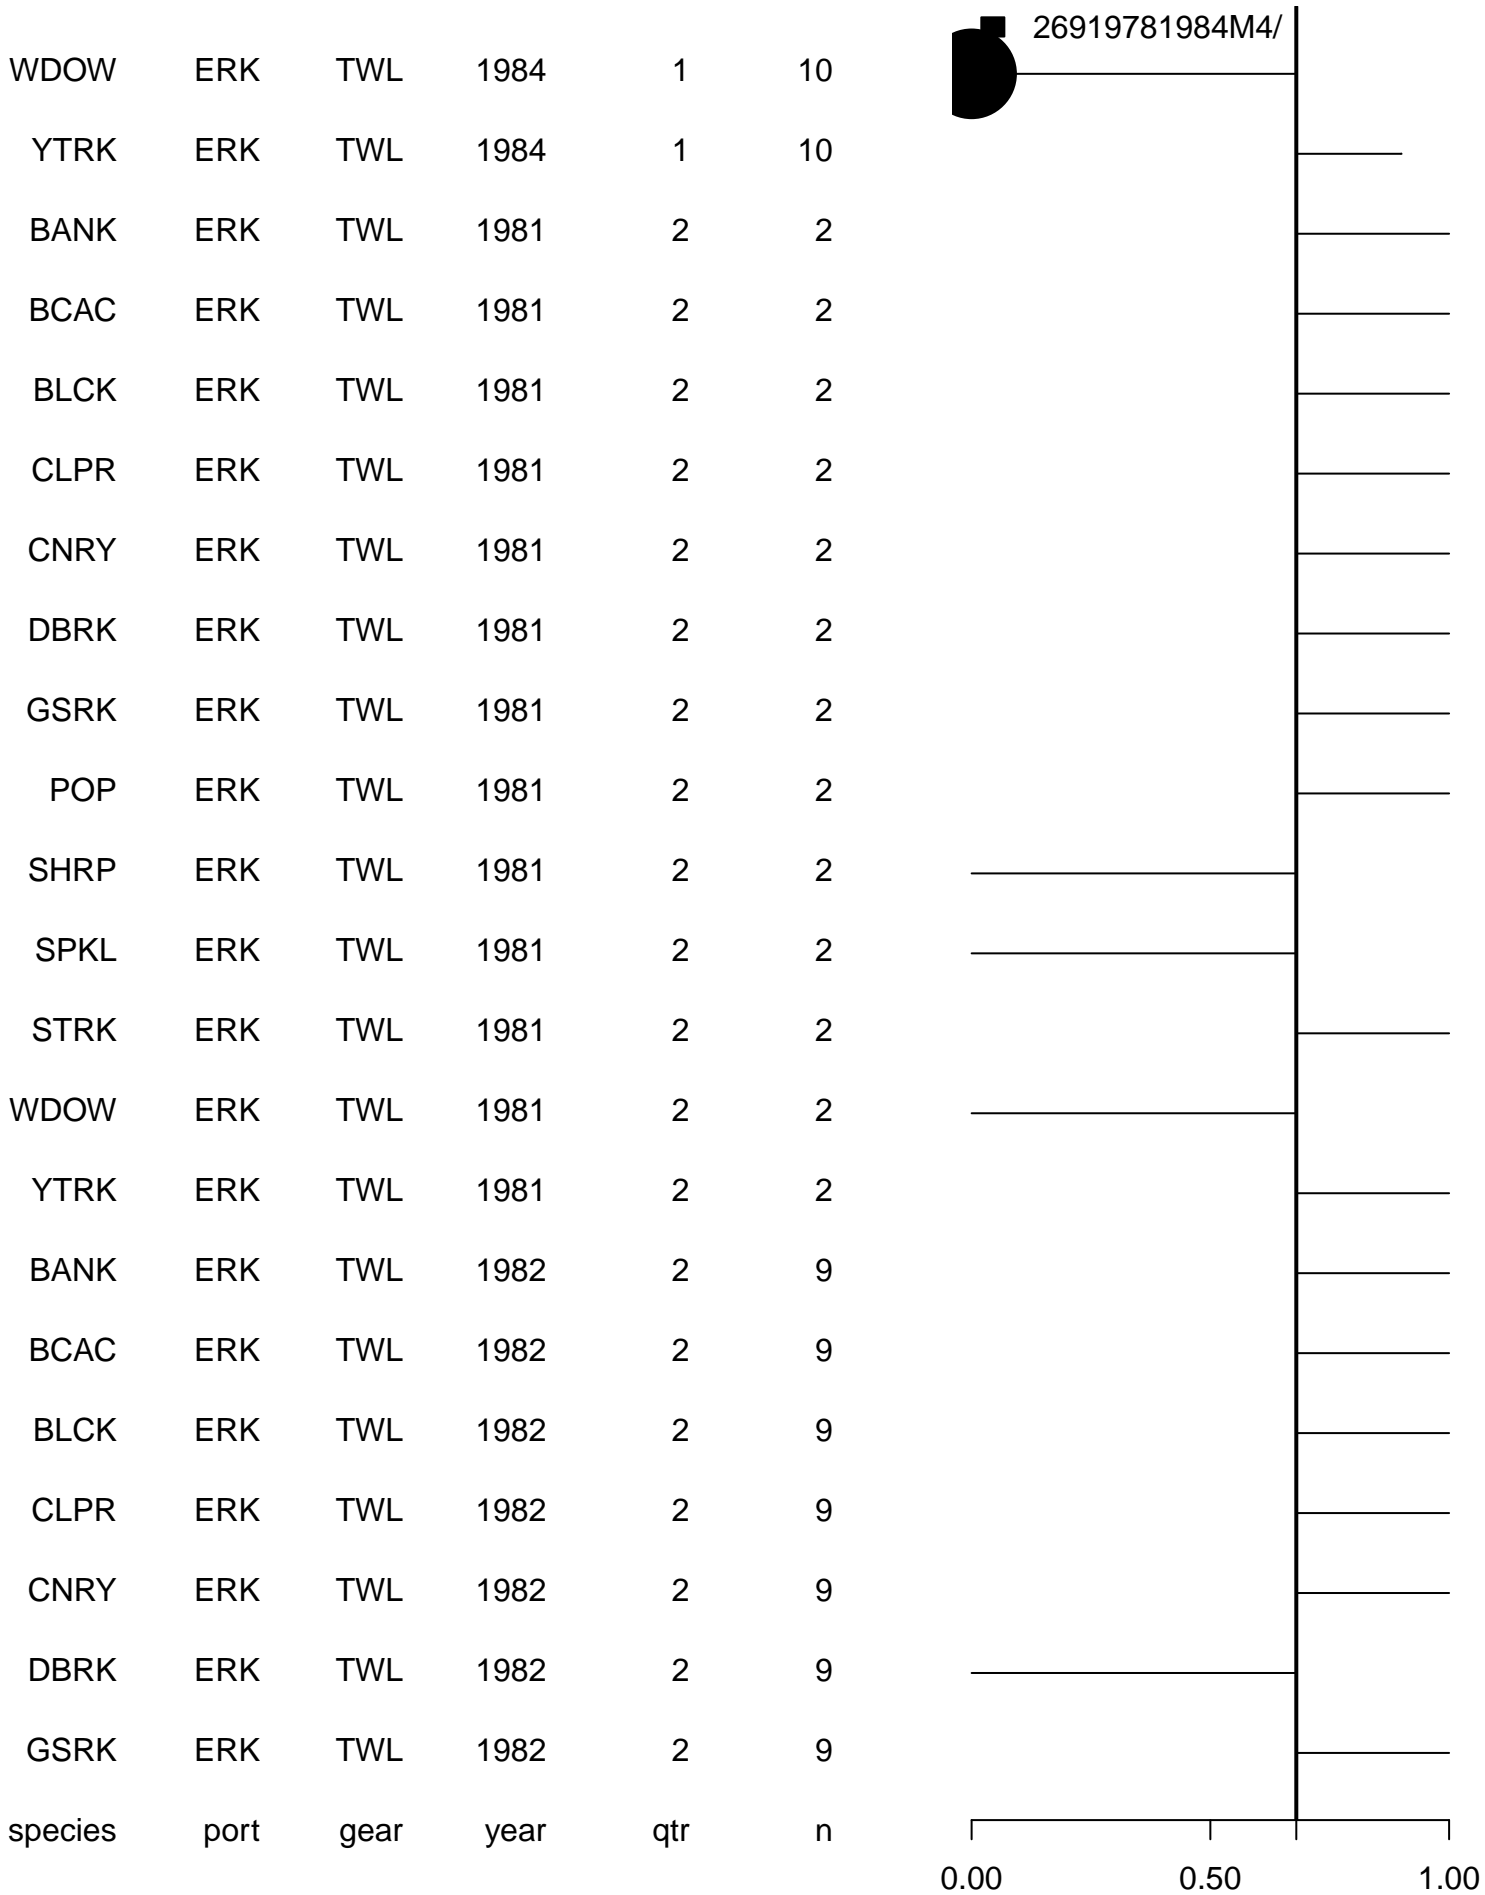 26919781984M4/
WDOW ERK TWL 1984 1 10
YTRK ERK TWL 1984 1 10
BANK ERK TWL 1981 2 2
BCAC ERK TWL 1981 2 2
BLCK ERK TWL 1981 2 2
CLPR ERK TWL 1981 2 2
CNRY ERK TWL 1981 2 2
DBRK ERK TWL 1981 2 2
GSRK ERK TWL 1981 2 2
POP ERK TWL 1981 2 2
SHRP ERK TWL 1981 2 2
SPKL ERK TWL 1981 2 2
STRK ERK TWL 1981 2 2
WDOW ERK TWL 1981 2 2
YTRK ERK TWL 1981 2 2
BANK ERK TWL 1982 2 9
BCAC ERK TWL 1982 2 9
BLCK ERK TWL 1982 2 9
CLPR ERK TWL 1982 2 9
CNRY ERK TWL 1982 2 9
DBRK ERK TWL 1982 2 9
GSRK ERK TWL 1982 2 9
species port gear year qtr n
0.00 0.50 1.00